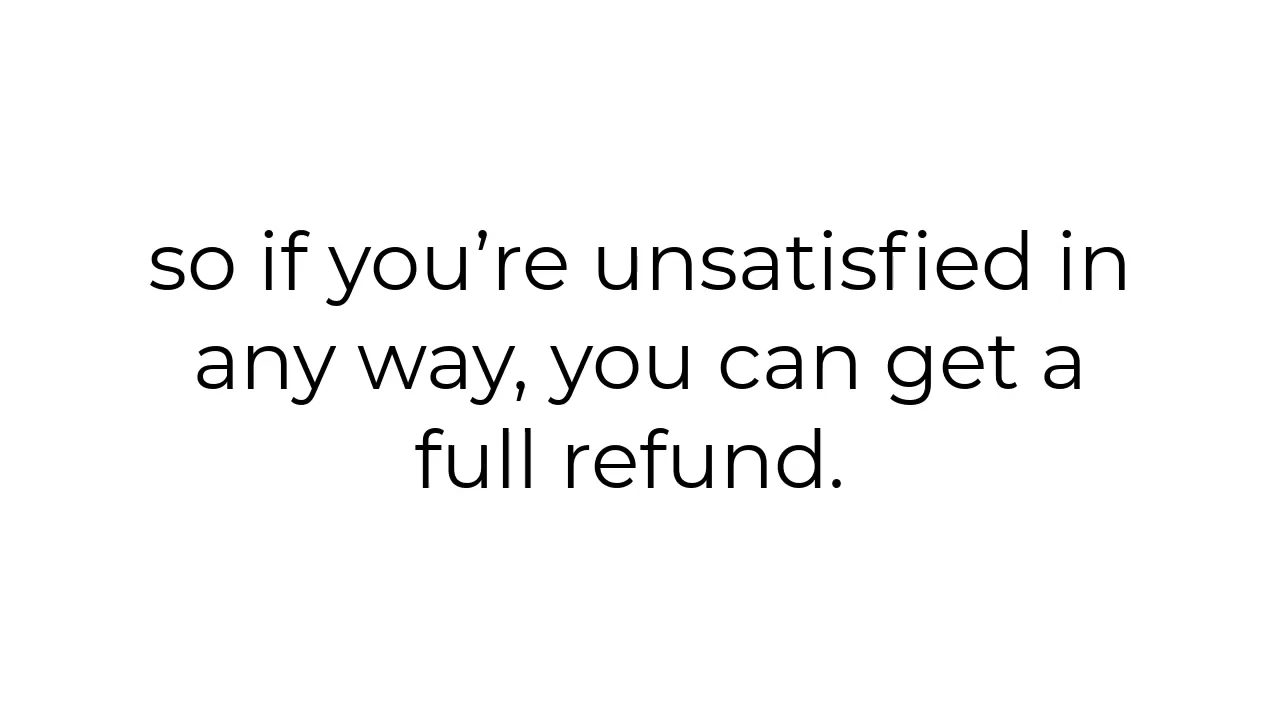 so if you’re unsatisfied in
any way, you can get a
full refund.